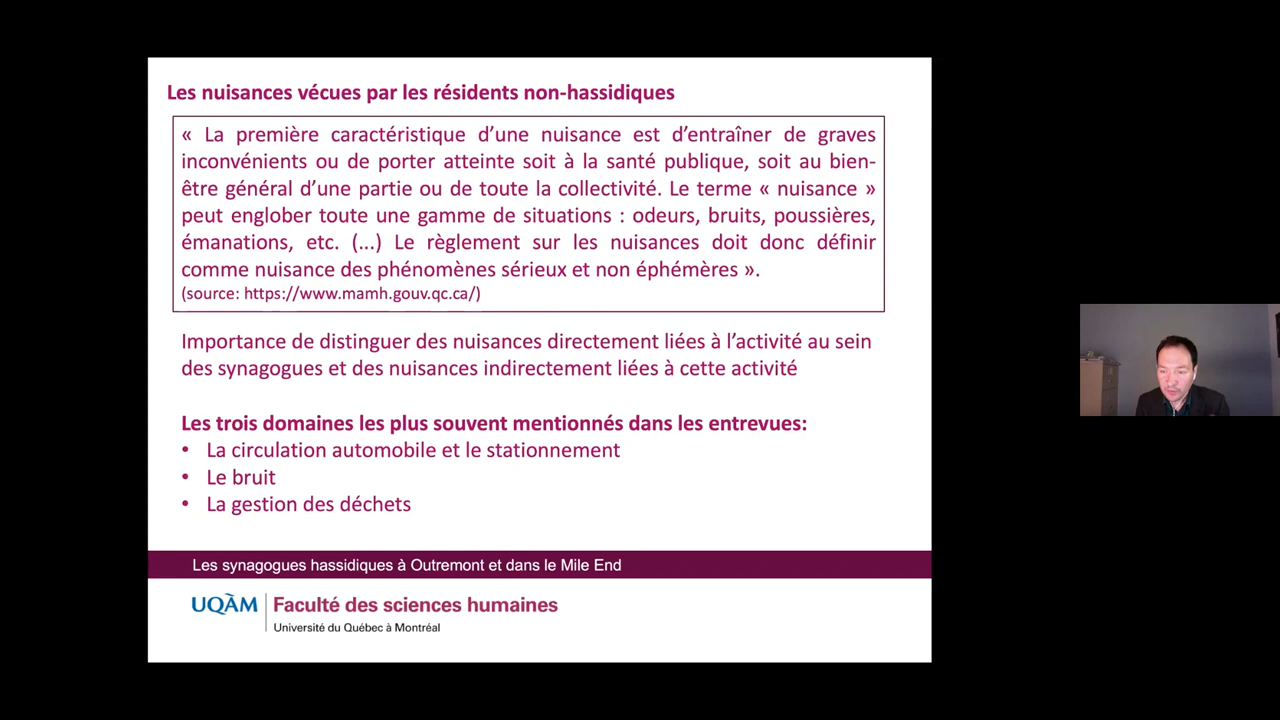 Les nuisances vécues par les résidents non-hassidiques
« La première caractéristique d’une nuisance est d’entraîner de graves
inconvénients ou de porter atteinte soit à la santé publique, soit au bien-
être général d’une partie ou de toute la collectivité. Le terme « nuisance »
peut englober toute une gamme de situations : odeurs, bruits, poussières,
émanations, etc. (...) Le règlement sur les nuisances doit donc définir
comme nuisance des phénomènes sérieux et non éphémères ».
(source: https://www.mamh.gouv.qc.ca/)
Importance de distinguer des nuisances directement liées à l’activité au sein
des synagogues et des nuisances indirectement liées à cette activité
Les trois domaines les plus souvent mentionnés dans les entrevues:
• La circulation automobile et le stationnement
• Le bruit
• La gestion des déchets
Les synagogues hassidiques à Outremont et dans le Mile End
UQÀM Faculté des sciences humaines
Université du Québec à Montréal